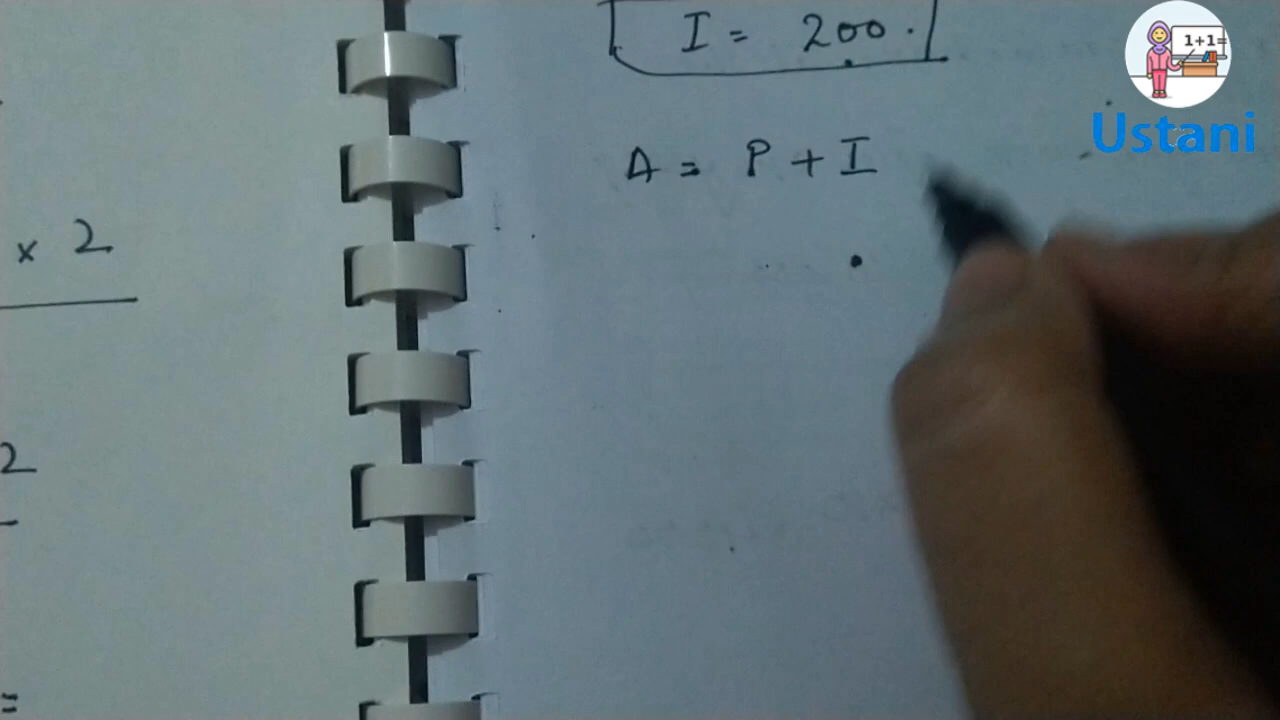 x 2
2
=
I = 200.
A = P + I
1+1=
Ustani